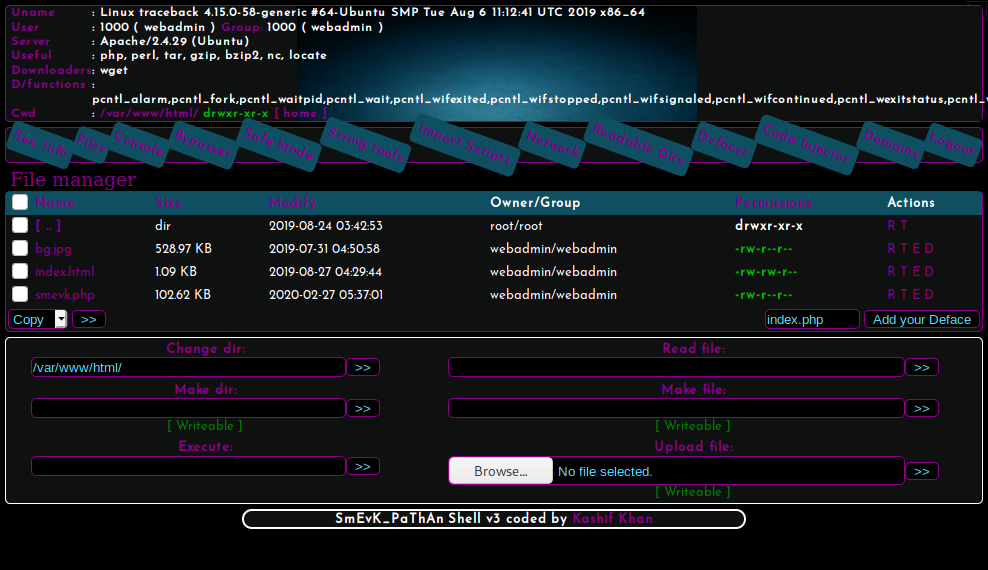 Uname : Linux traceback 4.15.0-58-generic #64-Ubuntu SMP Tue Aug 6 11:12:41 UTC 2019 x86_64
User : 1000 ( webadmin ) Group: 1000 ( webadmin )
Server : Apache/2.4.29 (Ubuntu)
Useful : php, perl, tar, gzip, bzip2, nc, locate
Downloaders : wget
D/functions :
pcntl_alarm,pcntl_fork,pcntl_waitpid,pcntl_wait,pcntl_wifexited,pcntl_wifstopped,pcntl_wifsignaled,pcntl_wifcontinued,pcntl_wexitstatus,pcntl_w
Cwd : /var/www/html/ drwxr-xr-x [ home ]
Sec. Info Files Console Bypasser Safe Mode String tools Import Scripts Network Readable Dirs Defacer Code Injector Domains Logout
File manager
Name Size Modify Owner/Group Permissions Actions
[ .. ] dir 2019-08-24 03:42:53 root/root drwxr-xr-x R T
bg.jpg 528.97 KB 2019-07-31 04:50:58 webadmin/webadmin -rw-r--r-- R T E D
index.html 1.09 KB 2019-08-27 04:29:44 webadmin/webadmin -rw-rw-r-- R T E D
smevk.php 102.62 KB 2020-02-27 05:37:01 webadmin/webadmin -rw-r--r-- R T E D
Copy >> index.php Add your Deface
Change dir: Read file:
/var/www/html/ >> >>
Make dir: Make file:
>> >>
[ Writeable ] [ Writeable ]
Execute: Upload file:
>> Browse... No file selected. >>
[ Writeable ]
SmEvK_PaThAn Shell v3 coded by Kashif Khan